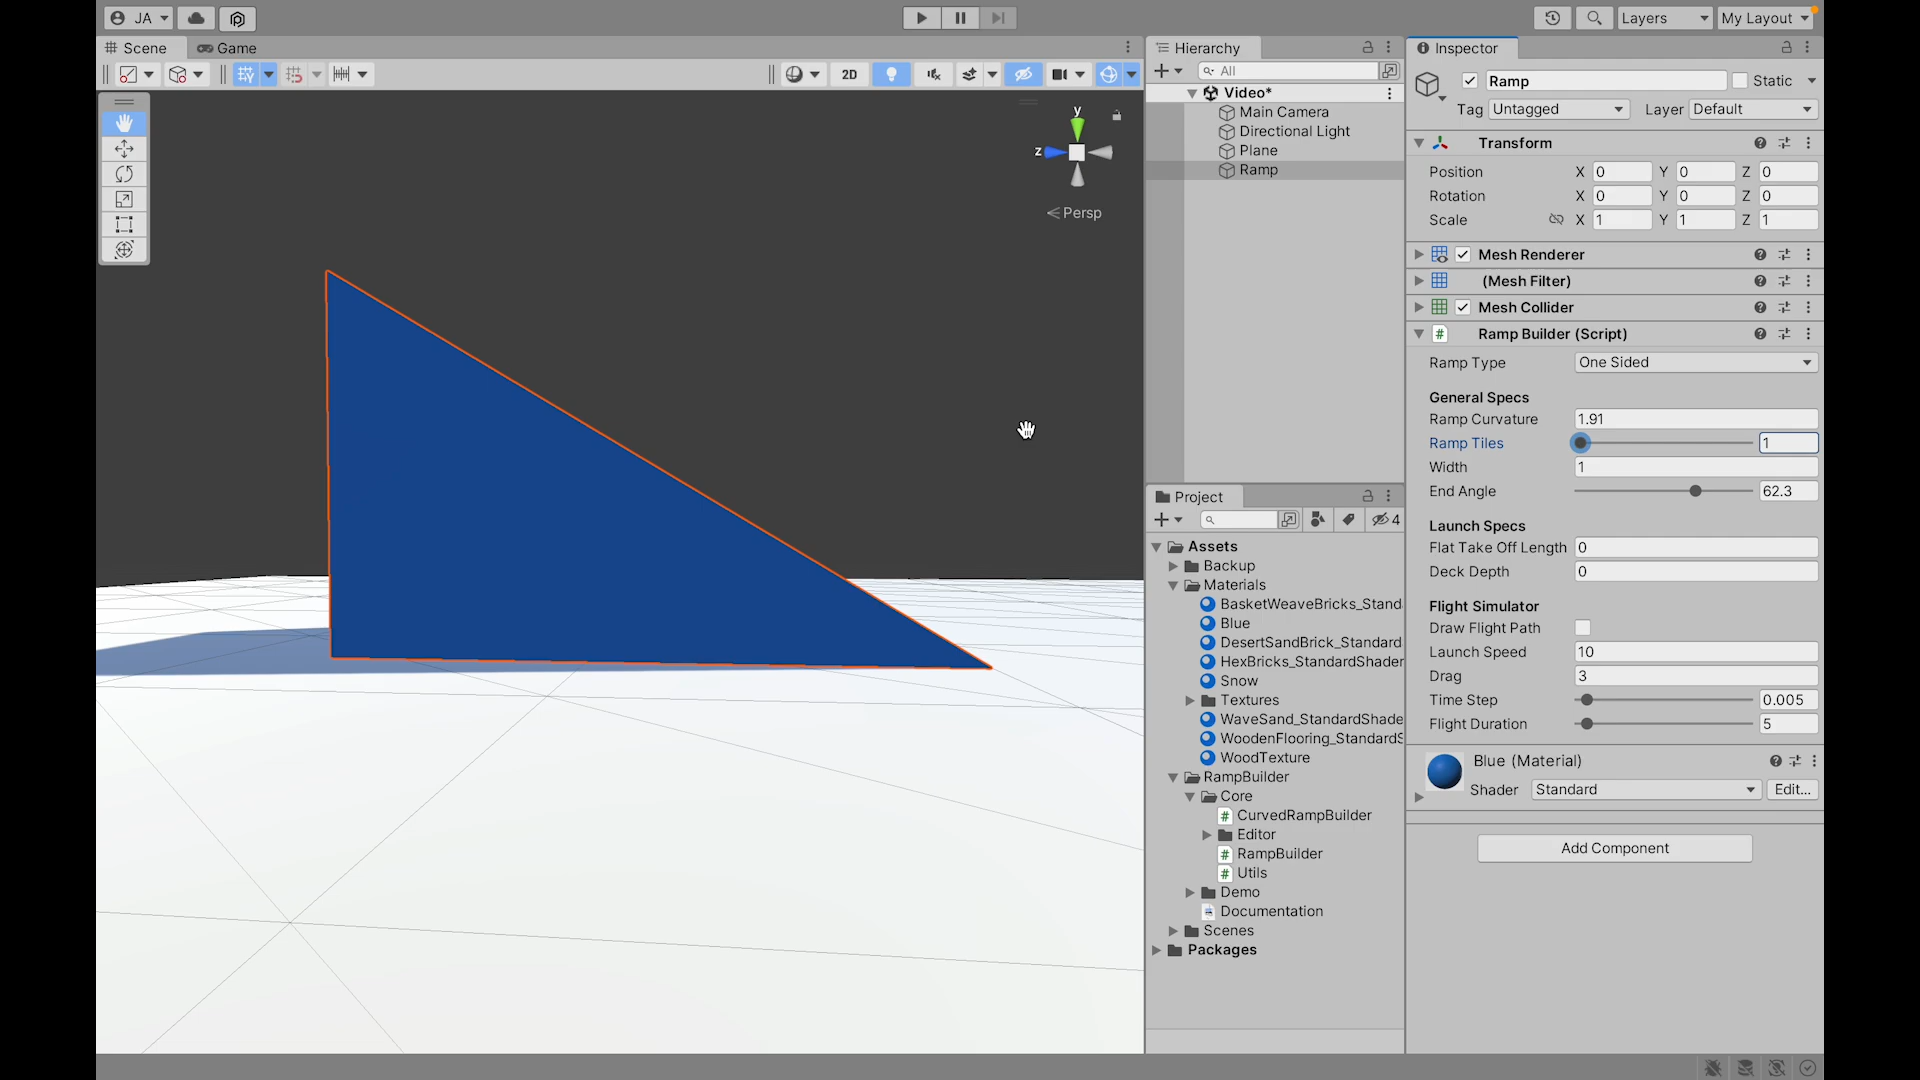 JA
Layers
My Layout
Scene
Game
2D
y
z
Persp
Hierarchy
All
Video*
Main Camera
Directional Light
Plane
Ramp
Project
4
Assets
Backup
Materials
BasketWeaveBricks_Stand
Blue
DesertSandBrick_Standard
HexBricks_StandardShader
Snow
Textures
WaveSand_StandardShade
WoodenFlooring_StandardS
WoodTexture
RampBuilder
Core
CurvedRampBuilder
Editor
RampBuilder
Utils
Demo
Documentation
Scenes
Packages
Inspector
Ramp
Static
Tag Untagged Layer Default
Transform
Position X 0 Y 0 Z 0
Rotation X 0 Y 0 Z 0
Scale X 1 Y 1 Z 1
Mesh Renderer
(Mesh Filter)
Mesh Collider
# Ramp Builder (Script)
Ramp Type One Sided
General Specs
Ramp Curvature 1.91
Ramp Tiles 1
Width 1
End Angle 62.3
Launch Specs
Flat Take Off Length 0
Deck Depth 0
Flight Simulator
Draw Flight Path
Launch Speed 10
Drag 3
Time Step 0.005
Flight Duration 5
Blue (Material)
Shader Standard Edit...
Add Component